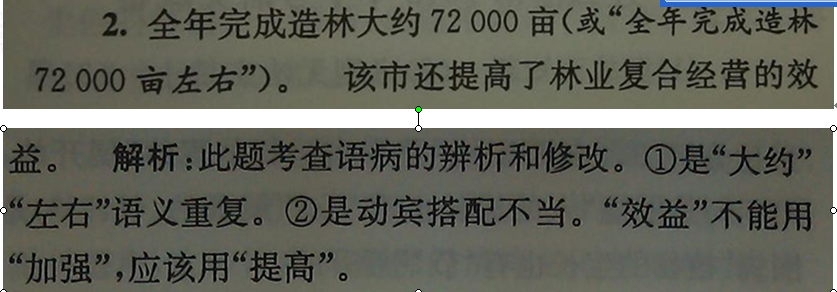 2. 全年完成造林大约 72 000 亩(或“全年完成造林
72 000 亩左右”)。 该市还提高了林业复合经营的效
益。 解析:此题考查语病的辨析和修改。①是“大约”
“左右”语义重复。②是动宾搭配不当。“效益”不能用
“加强”,应该用“提高”。